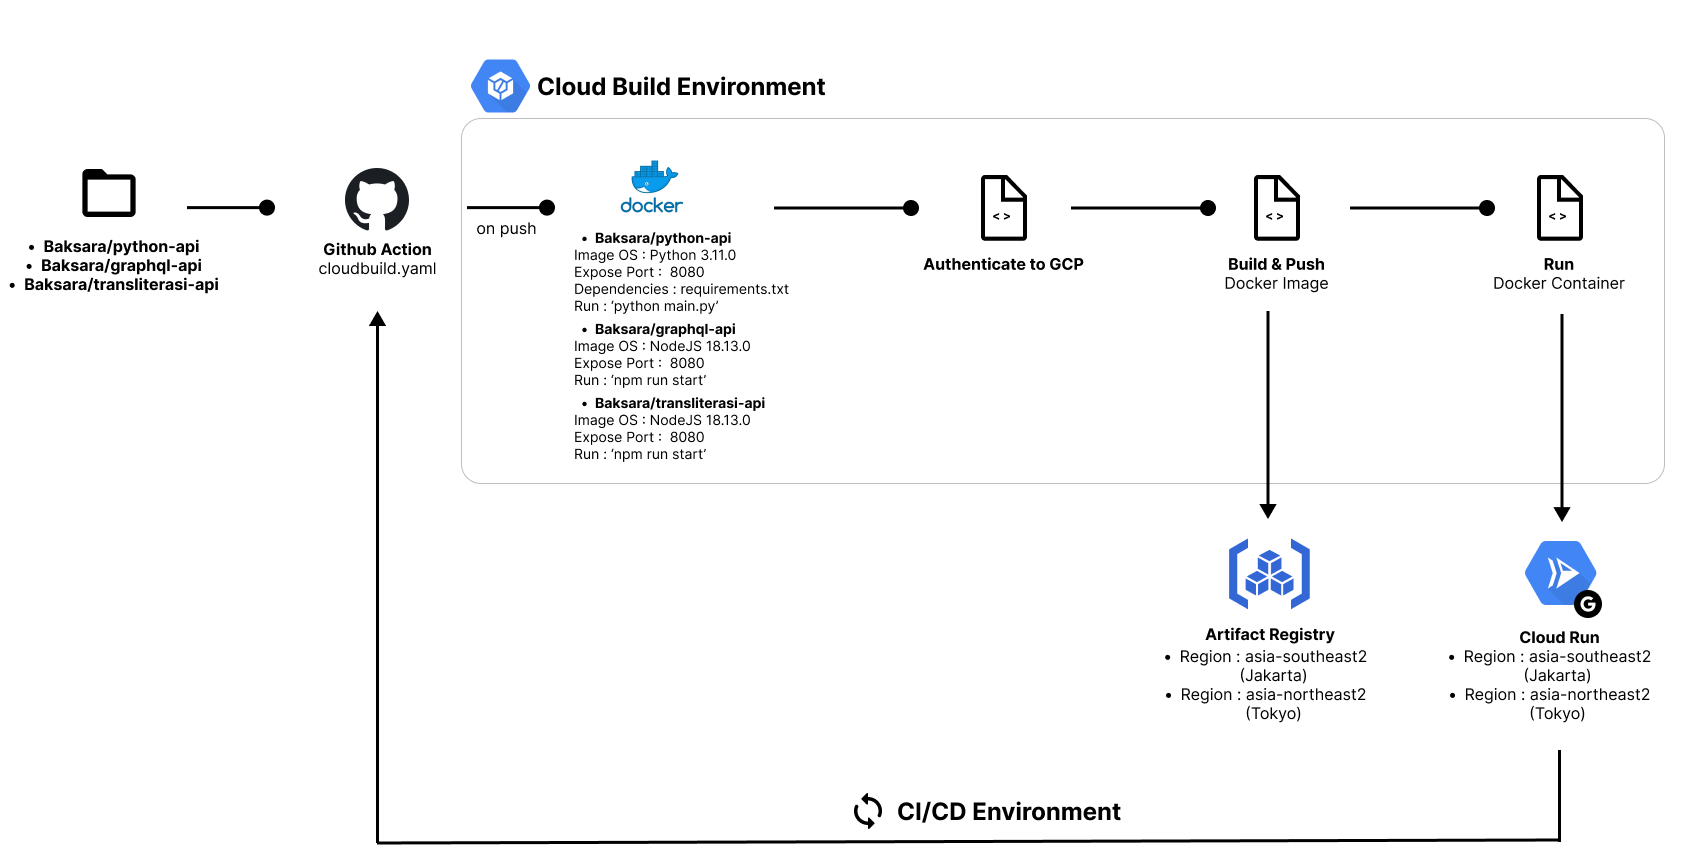 Cloud Build Environment
• Baksara/python-api
• Baksara/graphql-api
• Baksara/transliterasi-api
Github Action
cloudbuild.yaml
on push
docker
• Baksara/python-api
Image OS : Python 3.11.0
Expose Port : 8080
Dependencies : requirements.txt
Run : ‘python main.py’
• Baksara/graphql-api
Image OS : NodeJS 18.13.0
Expose Port : 8080
Run : ‘npm run start’
• Baksara/transliterasi-api
Image OS : NodeJS 18.13.0
Expose Port : 8080
Run : ‘npm run start’
< >
Authenticate to GCP
< >
Build & Push
Docker Image
< >
Run
Docker Container
Artifact Registry
• Region : asia-southeast2
(Jakarta)
• Region : asia-northeast2
(Tokyo)
G
Cloud Run
• Region : asia-southeast2
(Jakarta)
• Region : asia-northeast2
(Tokyo)
CI/CD Environment